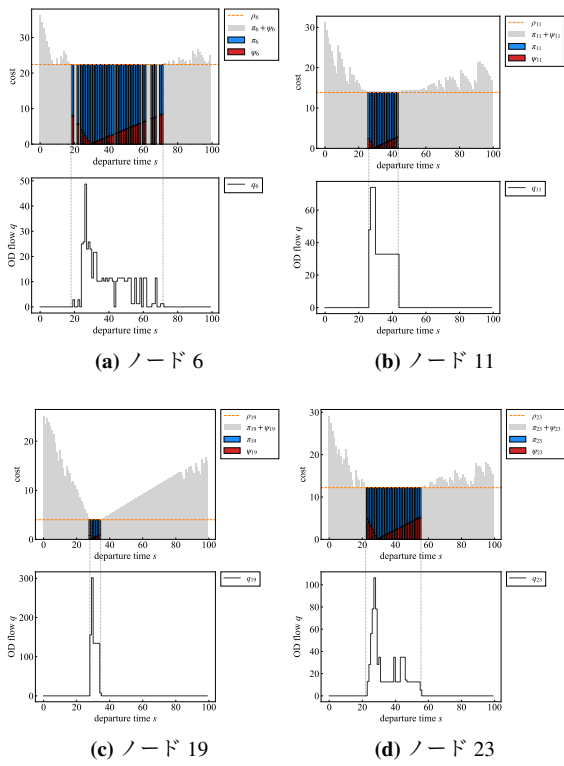 ρ6
π6 + ψ6
π6
ψ6
cost
30
20
10
0
0 20 40 60 80 100
departure time s
50
40
30
20
10
0
OD flow q
q6
0 20 40 60 80 100
departure time s
(a) ノード 6
ρ11
π11 + ψ11
π11
ψ11
cost
30
20
10
0
0 20 40 60 80 100
departure time s
60
40
20
0
OD flow q
q11
0 20 40 60 80 100
departure time s
(b) ノード 11
ρ19
π19 + ψ19
π19
ψ19
cost
20
10
0
0 20 40 60 80 100
departure time s
300
200
100
0
OD flow q
q19
0 20 40 60 80 100
departure time s
(c) ノード 19
ρ23
π23 + ψ23
π23
ψ23
cost
30
20
10
0
0 20 40 60 80 100
departure time s
100
80
60
40
20
0
OD flow q
q23
0 20 40 60 80 100
departure time s
(d) ノード 23